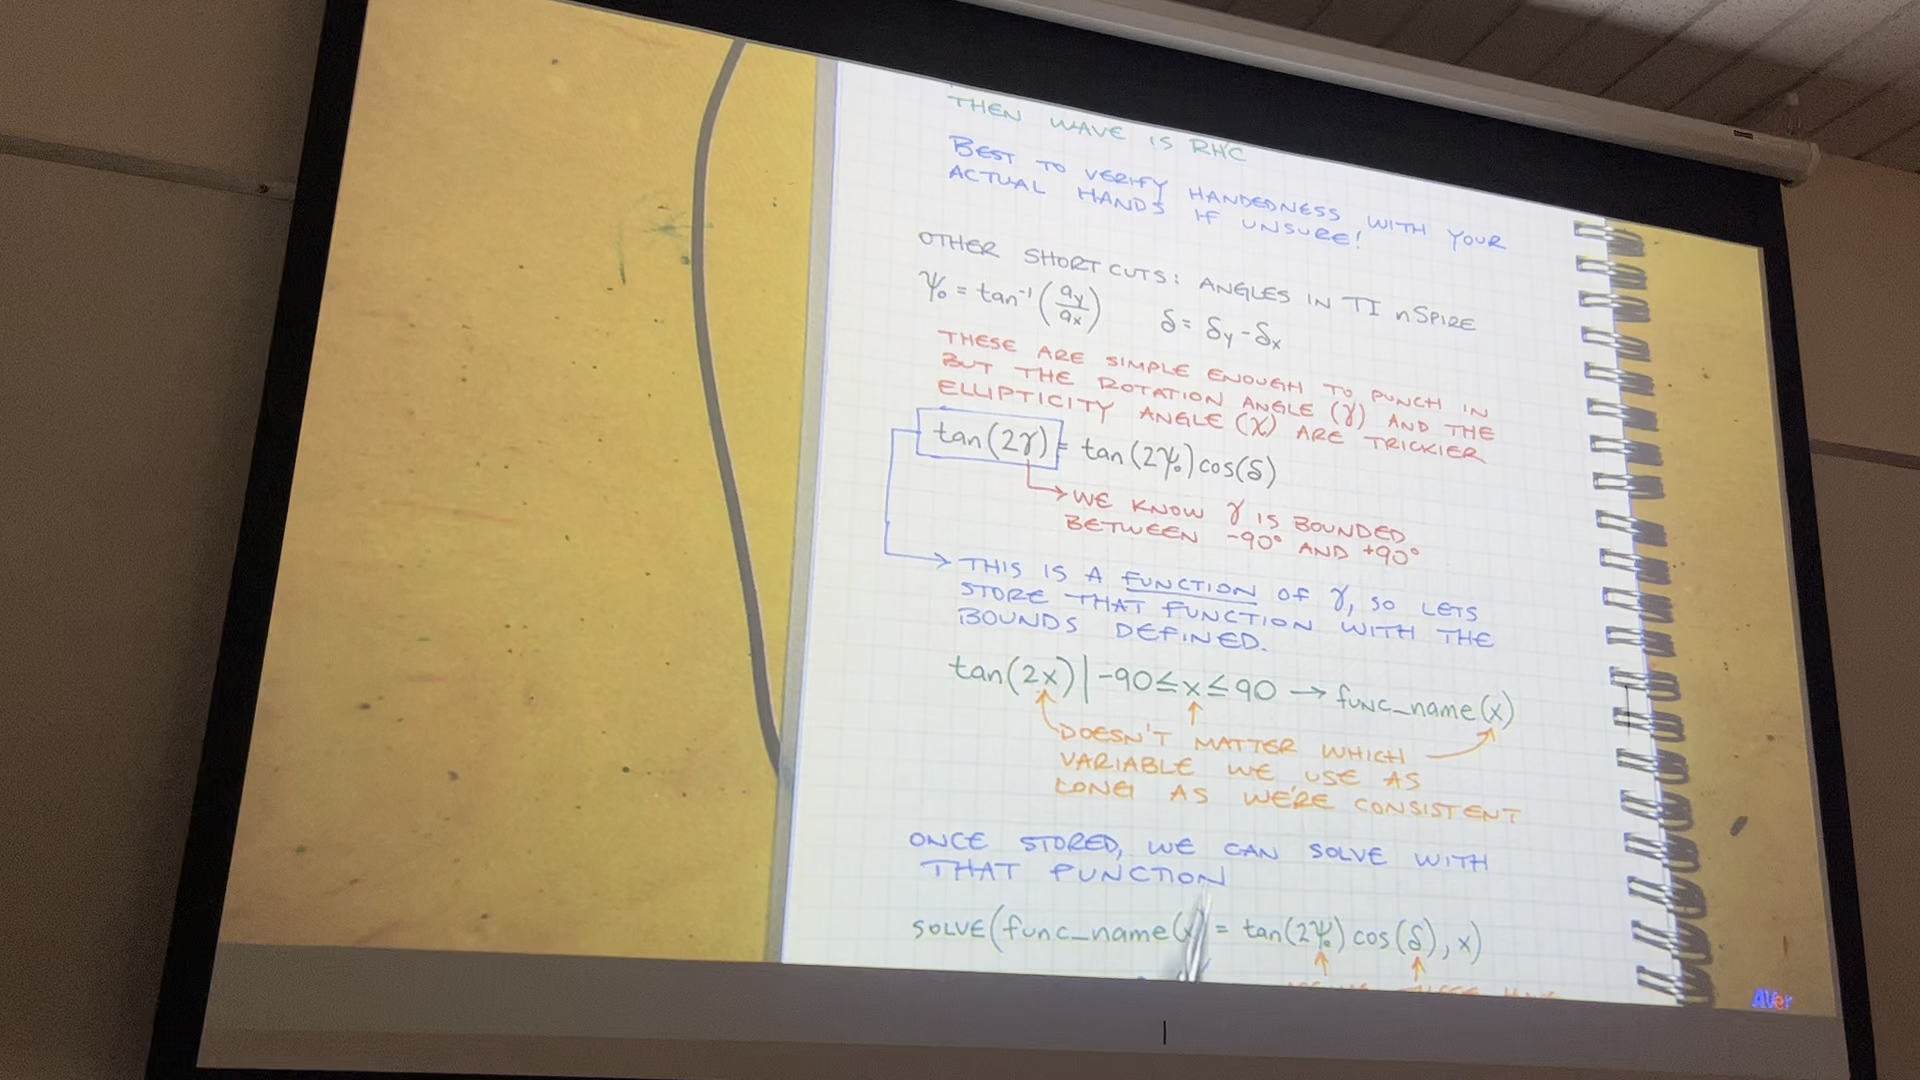 THEN WAVE IS RHC
BEST TO VERIFY HANDEDNESS WITH YOUR
ACTUAL HANDS IF UNSURE!
OTHER SHORTCUTS: ANGLES IN TI nSPIRE
ψ₀ = tan⁻¹(ay/ax) δ = δy - δx
THESE ARE SIMPLE ENOUGH TO PUNCH IN
BUT THE ROTATION ANGLE (γ) AND THE
ELLIPTICITY ANGLE (χ) ARE TRICKIER
tan(2γ) = tan(2ψ₀)cos(δ)
WE KNOW γ IS BOUNDED
BETWEEN -90° AND +90°
THIS IS A FUNCTION OF γ, SO LETS
STORE THAT FUNCTION WITH THE
BOUNDS DEFINED.
tan(2x)|-90≤x≤90 → func_name(x)
DOESN'T MATTER WHICH
VARIABLE WE USE AS
LONG AS WE'RE CONSISTENT
ONCE STORED, WE CAN SOLVE WITH
THAT FUNCTION
SOLVE(func_name(x) = tan(2ψ₀)cos(δ), x)
AVer